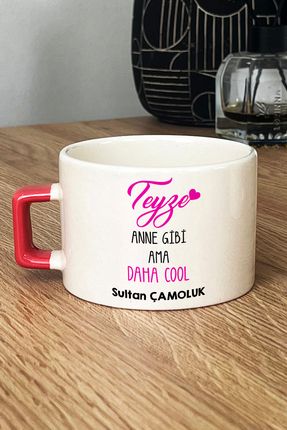 Teyze
ANNE GİBİ
AMA
DAHA COOL
Sultan ÇAMOLUK